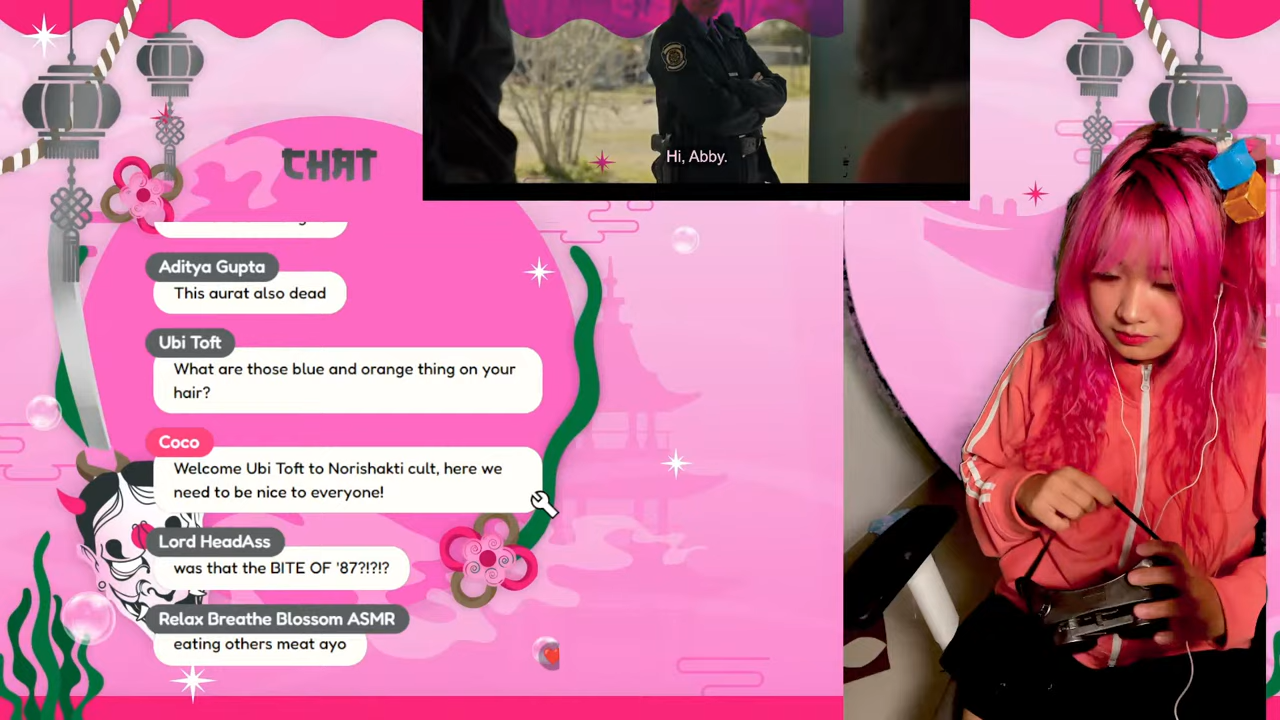 Hi, Abby.
CHAT
Aditya Gupta
This aurat also dead
Ubi Toft
What are those blue and orange thing on your
hair?
Coco
Welcome Ubi Toft to Norishakti cult, here we
need to be nice to everyone!
Lord HeadAss
was that the BITE OF '87?!?!?
Relax Breathe Blossom ASMR
eating others meat ayo